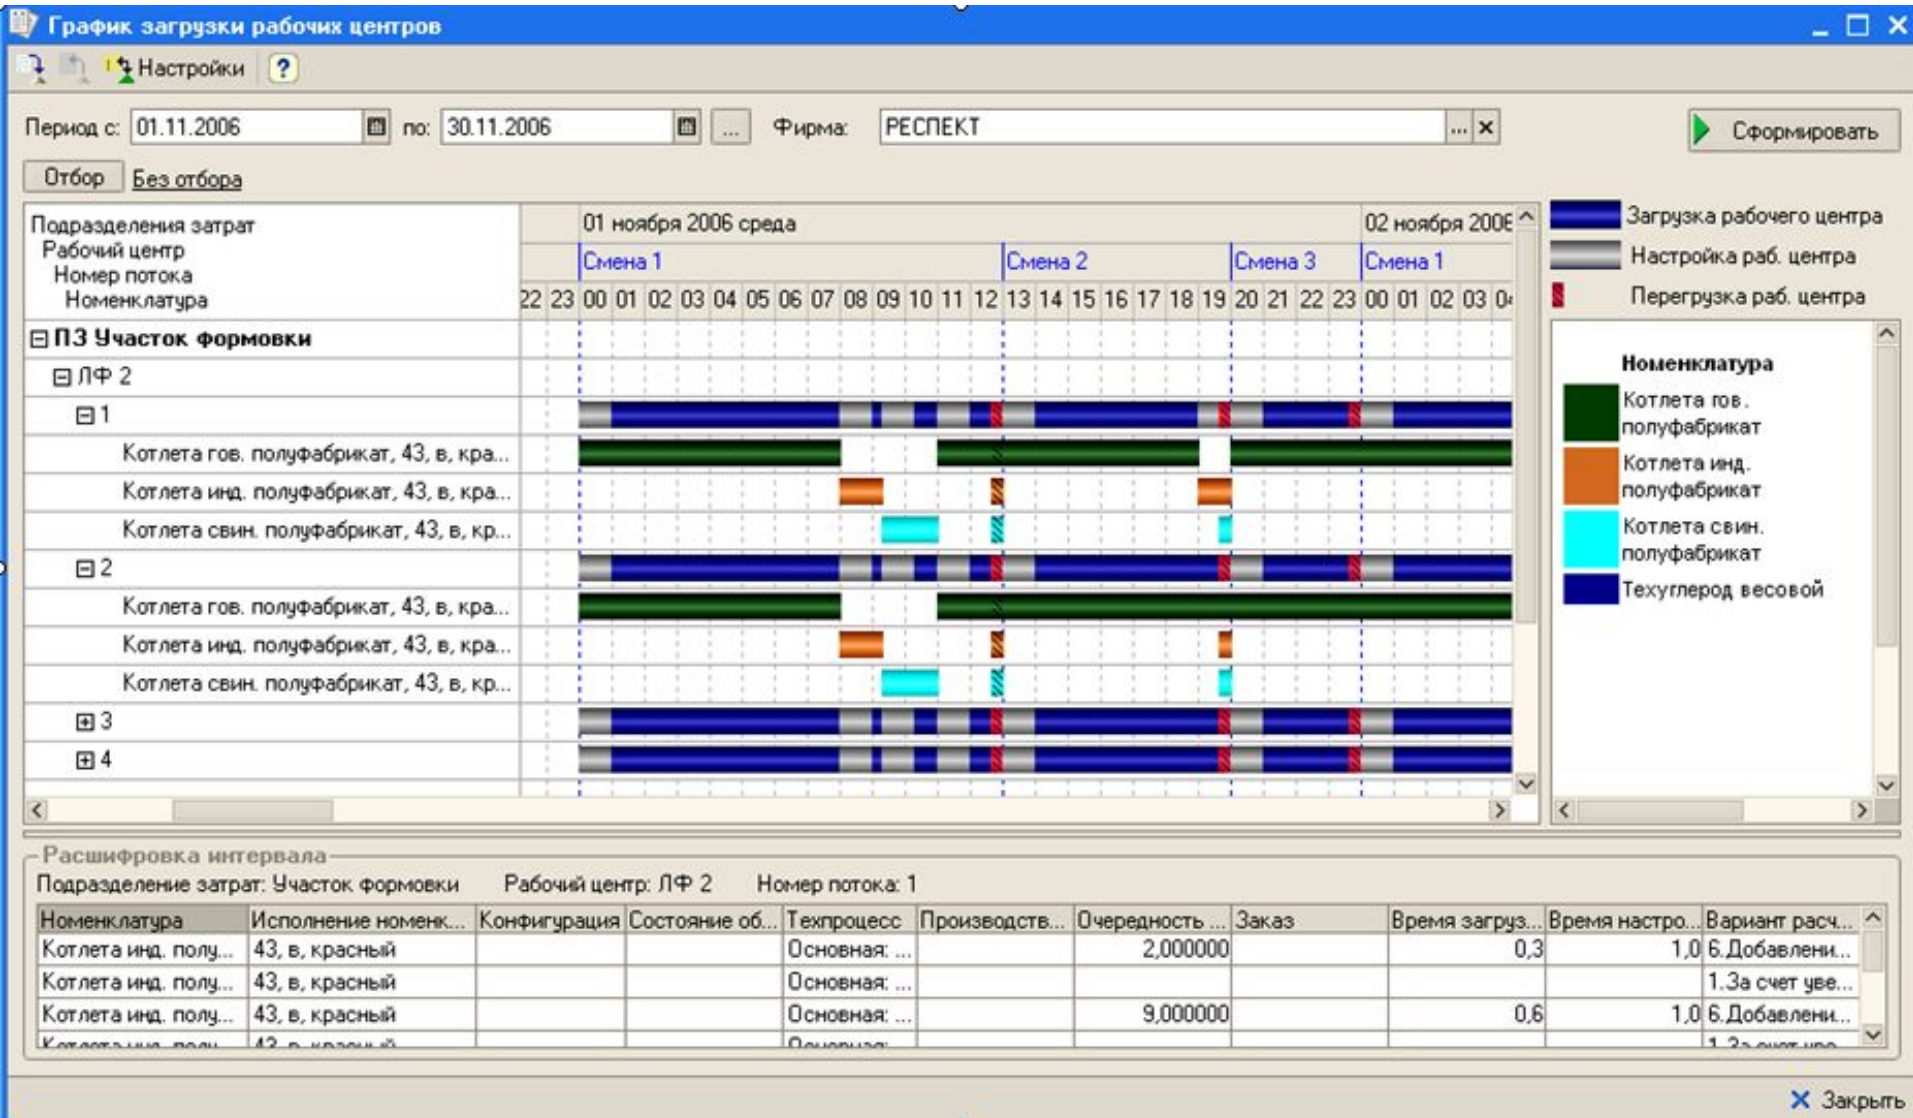 График загрузки рабочих центров
Настройки ?
Период с: 01.11.2006 по: 30.11.2006 ... Фирма: РЕСПЕКТ ... Сформировать
Отбор Без отбора
Подразделения затрат
Рабочий центр
Номер потока
Номенклатура
01 ноября 2006 среда 02 ноября 2006
Смена 1 Смена 2 Смена 3 Смена 1
22 23 00 01 02 03 04 05 06 07 08 09 10 11 12 13 14 15 16 17 18 19 20 21 22 23 00 01 02 03
ПЗ Участок формовки
ЛФ 2
1
Котлета гов. полуфабрикат, 43, в, кра...
Котлета инд. полуфабрикат, 43, в, кра...
Котлета свин. полуфабрикат, 43, в, кр...
2
Котлета гов. полуфабрикат, 43, в, кра...
Котлета инд. полуфабрикат, 43, в, кра...
Котлета свин. полуфабрикат, 43, в, кр...
3
4
Загрузка рабочего центра
Настройка раб. центра
Перегрузка раб. центра
Номенклатура
Котлета гов.
полуфабрикат
Котлета инд.
полуфабрикат
Котлета свин.
полуфабрикат
Техуглерод весовой
Расшифровка интервала
Подразделение затрат: Участок формовки Рабочий центр: ЛФ 2 Номер потока: 1
Номенклатура Исполнение номенк... Конфигурация Состояние об... Техпроцесс Производств... Очередность ... Заказ Время загруз... Время настро... Вариант расч...
Котлета инд. полу... 43, в, красный Основная: ... 2,000000 0,3 1,0 6.Добавлени...
Котлета инд. полу... 43, в, красный Основная: ... 1.За счет уве...
Котлета инд. полу... 43, в, красный Основная: ... 9,000000 0,6 1,0 6.Добавлени...
Закрыть